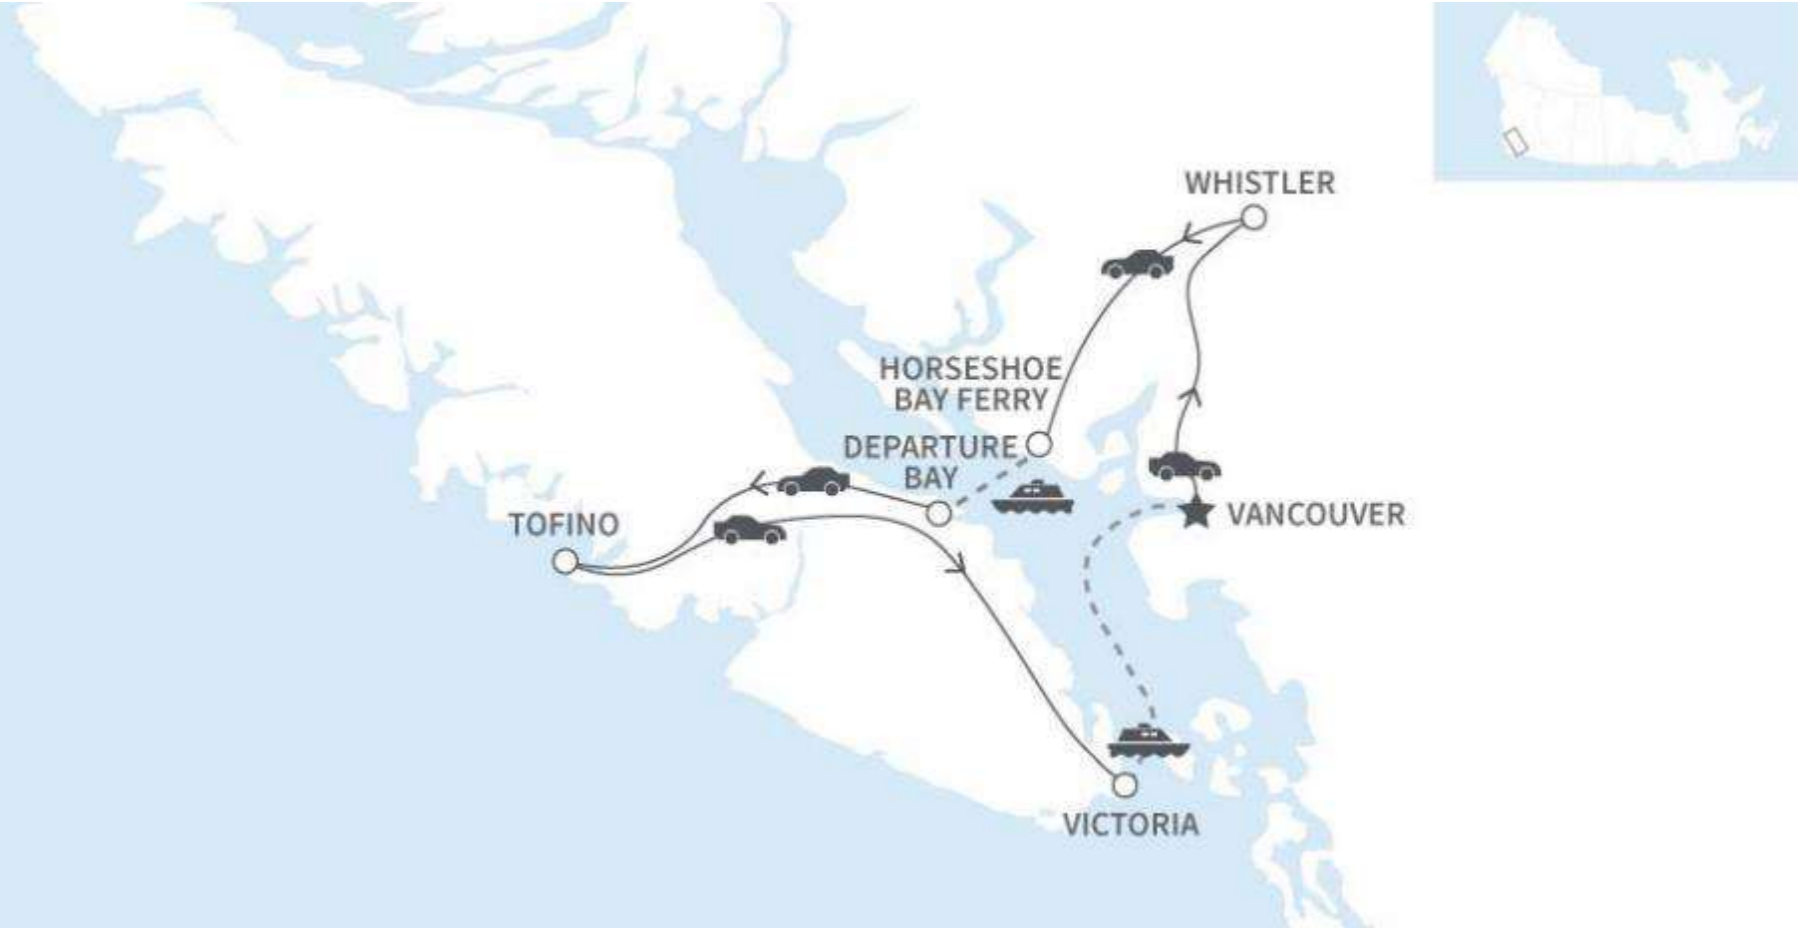 WHISTLER
HORSESHOE
BAY FERRY
DEPARTURE
BAY
TOFINO
VANCOUVER
VICTORIA